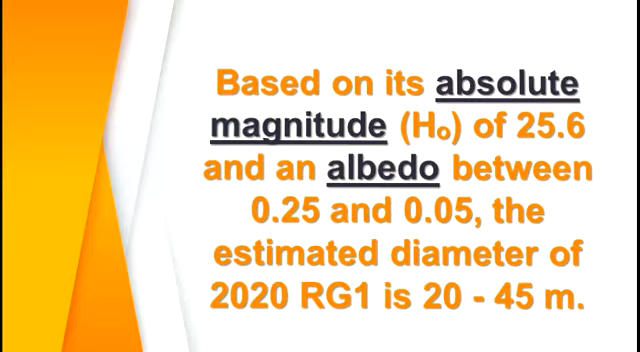 Based on its absolute
magnitude (Hₒ) of 25.6
and an albedo between
0.25 and 0.05, the
estimated diameter of
2020 RG1 is 20 - 45 m.